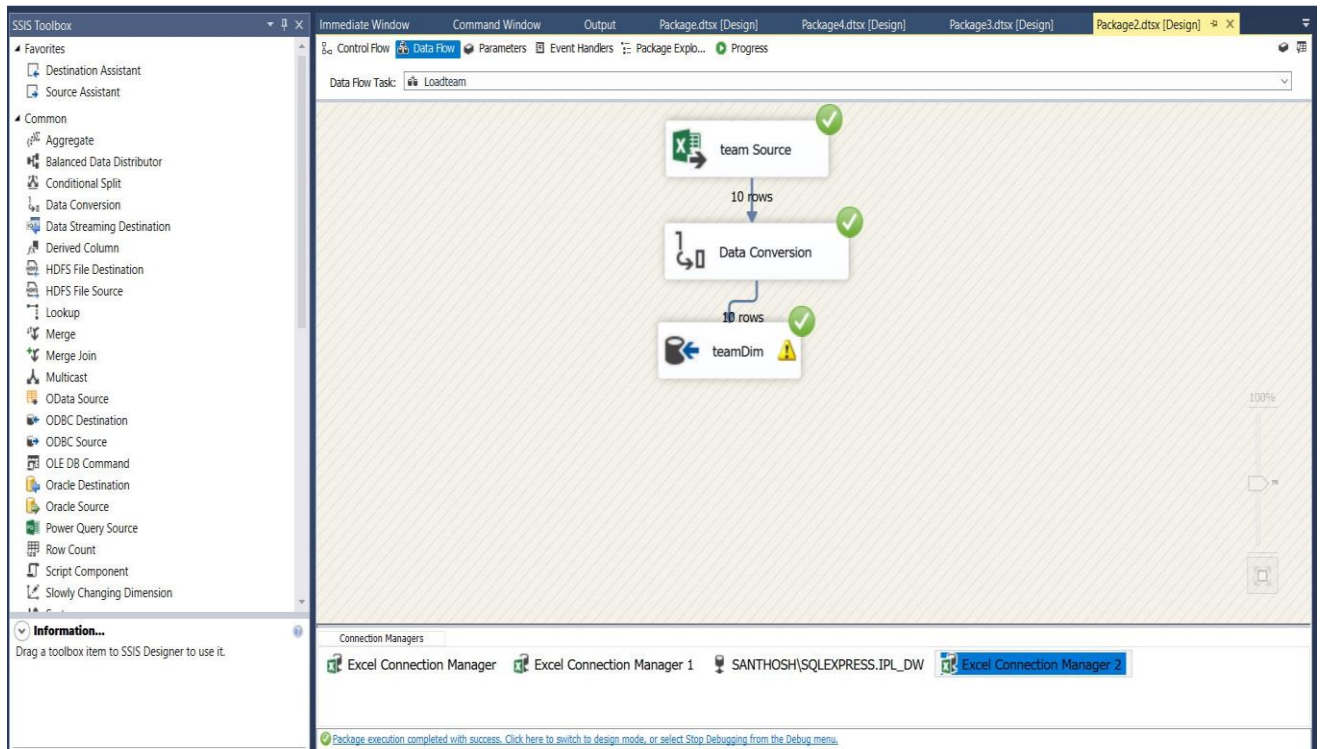 SSIS Toolbox
Favorites
Destination Assistant
Source Assistant
Common
Aggregate
Balanced Data Distributor
Conditional Split
Data Conversion
Data Streaming Destination
Derived Column
HDFS File Destination
HDFS File Source
Lookup
Merge
Merge Join
Multicast
OData Source
ODBC Destination
ODBC Source
OLE DB Command
Oracle Destination
Oracle Source
Power Query Source
Row Count
Script Component
Slowly Changing Dimension
Information...
Drag a toolbox item to SSIS Designer to use it.
Immediate Window Command Window Output Package.dtsx [Design] Package4.dtsx [Design] Package3.dtsx [Design] Package2.dtsx [Design]
Control Flow Data Flow Parameters Event Handlers Package Explo... Progress
Data Flow Task: Loadteam
team Source
10 rows
Data Conversion
10 rows
teamDim
100%
Connection Managers
Excel Connection Manager Excel Connection Manager 1 SANTHOSH\SQLEXPRESS.IPL_DW Excel Connection Manager 2
Package execution completed with success. Click here to switch to design mode, or select Stop Debugging from the Debug menu.